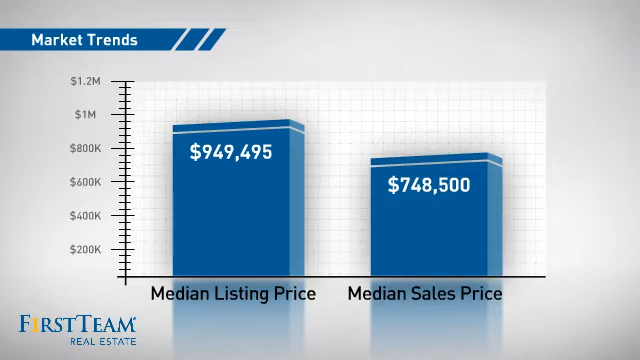 Market Trends
$1.2M
$1M
$800K
$600K
$400K
$200K
$949,495
$748,500
Median Listing Price
Median Sales Price
FIRSTTEAM®
REAL ESTATE